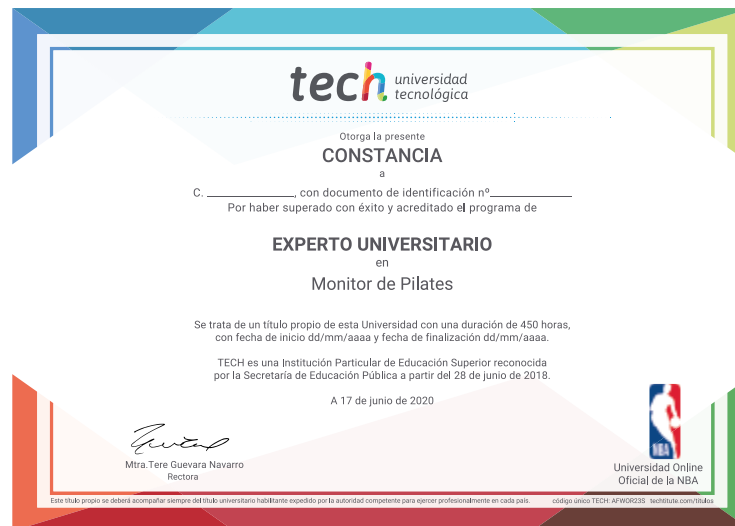 tech universidad
tecnológica
Otorga la presente
CONSTANCIA
a
C. ________________, con documento de identificación nº______________
Por haber superado con éxito y acreditado el programa de
EXPERTO UNIVERSITARIO
en
Monitor de Pilates
Se trata de un título propio de esta Universidad con una duración de 450 horas,
con fecha de inicio dd/mm/aaaa y fecha de finalización dd/mm/aaaa.
TECH es una Institución Particular de Educación Superior reconocida
por la Secretaría de Educación Pública a partir del 28 de junio de 2018.
A 17 de junio de 2020
Mtra.Tere Guevara Navarro
Rectora
NBA
Universidad Online
Oficial de la NBA
Este título propio se deberá acompañar siempre del título universitario habilitante expedido por la autoridad competente para ejercer profesionalmente en cada país. código único TECH: AFWOR23S techtitute.com/titulos